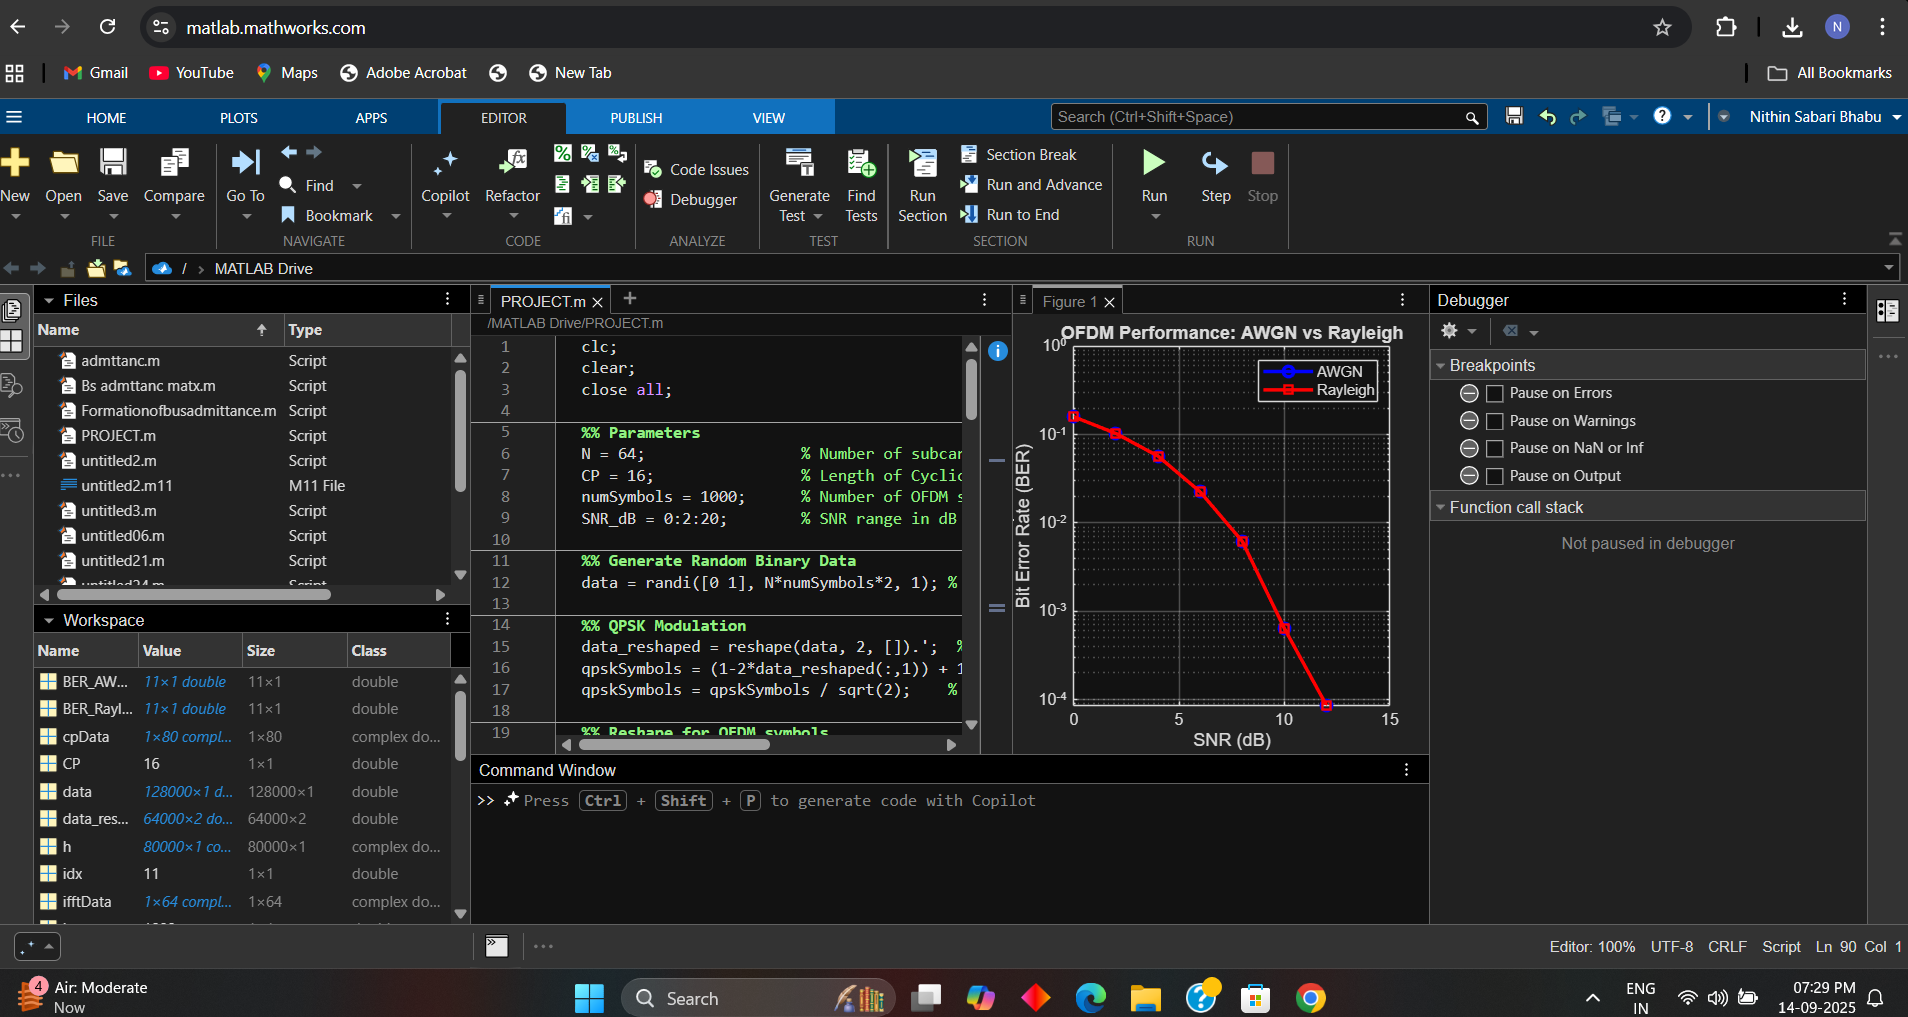 matlab.mathworks.com
N
Gmail YouTube Maps Adobe Acrobat New Tab All Bookmarks
HOME PLOTS APPS EDITOR PUBLISH VIEW Search (Ctrl+Shift+Space) Nithin Sabari Bhabu
New Open Save Compare Go To Find Bookmark Copilot Refactor Code Issues Debugger Generate Test Find Tests Run Section Section Break Run and Advance Run to End Run Step Stop
FILE NAVIGATE CODE ANALYZE TEST SECTION RUN
/ › MATLAB Drive
Files
Name Type
admttanc.m Script
Bs admttanc matx.m Script
Formationofbusadmittance.m Script
PROJECT.m Script
untitled2.m Script
untitled2.m11 M11 File
untitled3.m Script
untitled06.m Script
untitled21.m Script
untitled24.m Script
Workspace
Name Value Size Class
BER_AW... 11×1 double 11×1 double
BER_Rayl... 11×1 double 11×1 double
cpData 1×80 compl... 1×80 complex do...
CP 16 1×1 double
data 128000×1 d... 128000×1 double
data_res... 64000×2 do... 64000×2 double
h 80000×1 co... 80000×1 complex do...
idx 11 1×1 double
ifftData 1×64 compl... 1×64 complex do...
PROJECT.m
/MATLAB Drive/PROJECT.m
1 clc;
2 clear;
3 close all;
4
5 %% Parameters
6 N = 64; % Number of subcar
7 CP = 16; % Length of Cyclic
8 numSymbols = 1000; % Number of OFDM s
9 SNR_dB = 0:2:20; % SNR range in dB
10
11 %% Generate Random Binary Data
12 data = randi([0 1], N*numSymbols*2, 1); %
13
14 %% QPSK Modulation
15 data_reshaped = reshape(data, 2, []).'; %
16 qpskSymbols = (1-2*data_reshaped(:,1)) + 1
17 qpskSymbols = qpskSymbols / sqrt(2); %
18
19 %% Reshape for OFDM symbols
Figure 1
OFDM Performance: AWGN vs Rayleigh
AWGN
Rayleigh
Bit Error Rate (BER)
10⁰
10⁻¹
10⁻²
10⁻³
10⁻⁴
0 5 10 15
SNR (dB)
Command Window
>> Press Ctrl + Shift + P to generate code with Copilot
Debugger
Breakpoints
Pause on Errors
Pause on Warnings
Pause on NaN or Inf
Pause on Output
Function call stack
Not paused in debugger
Editor: 100% UTF-8 CRLF Script Ln 90 Col 1
4
Air: Moderate
Now
Search
ENG
IN
07:29 PM
14-09-2025